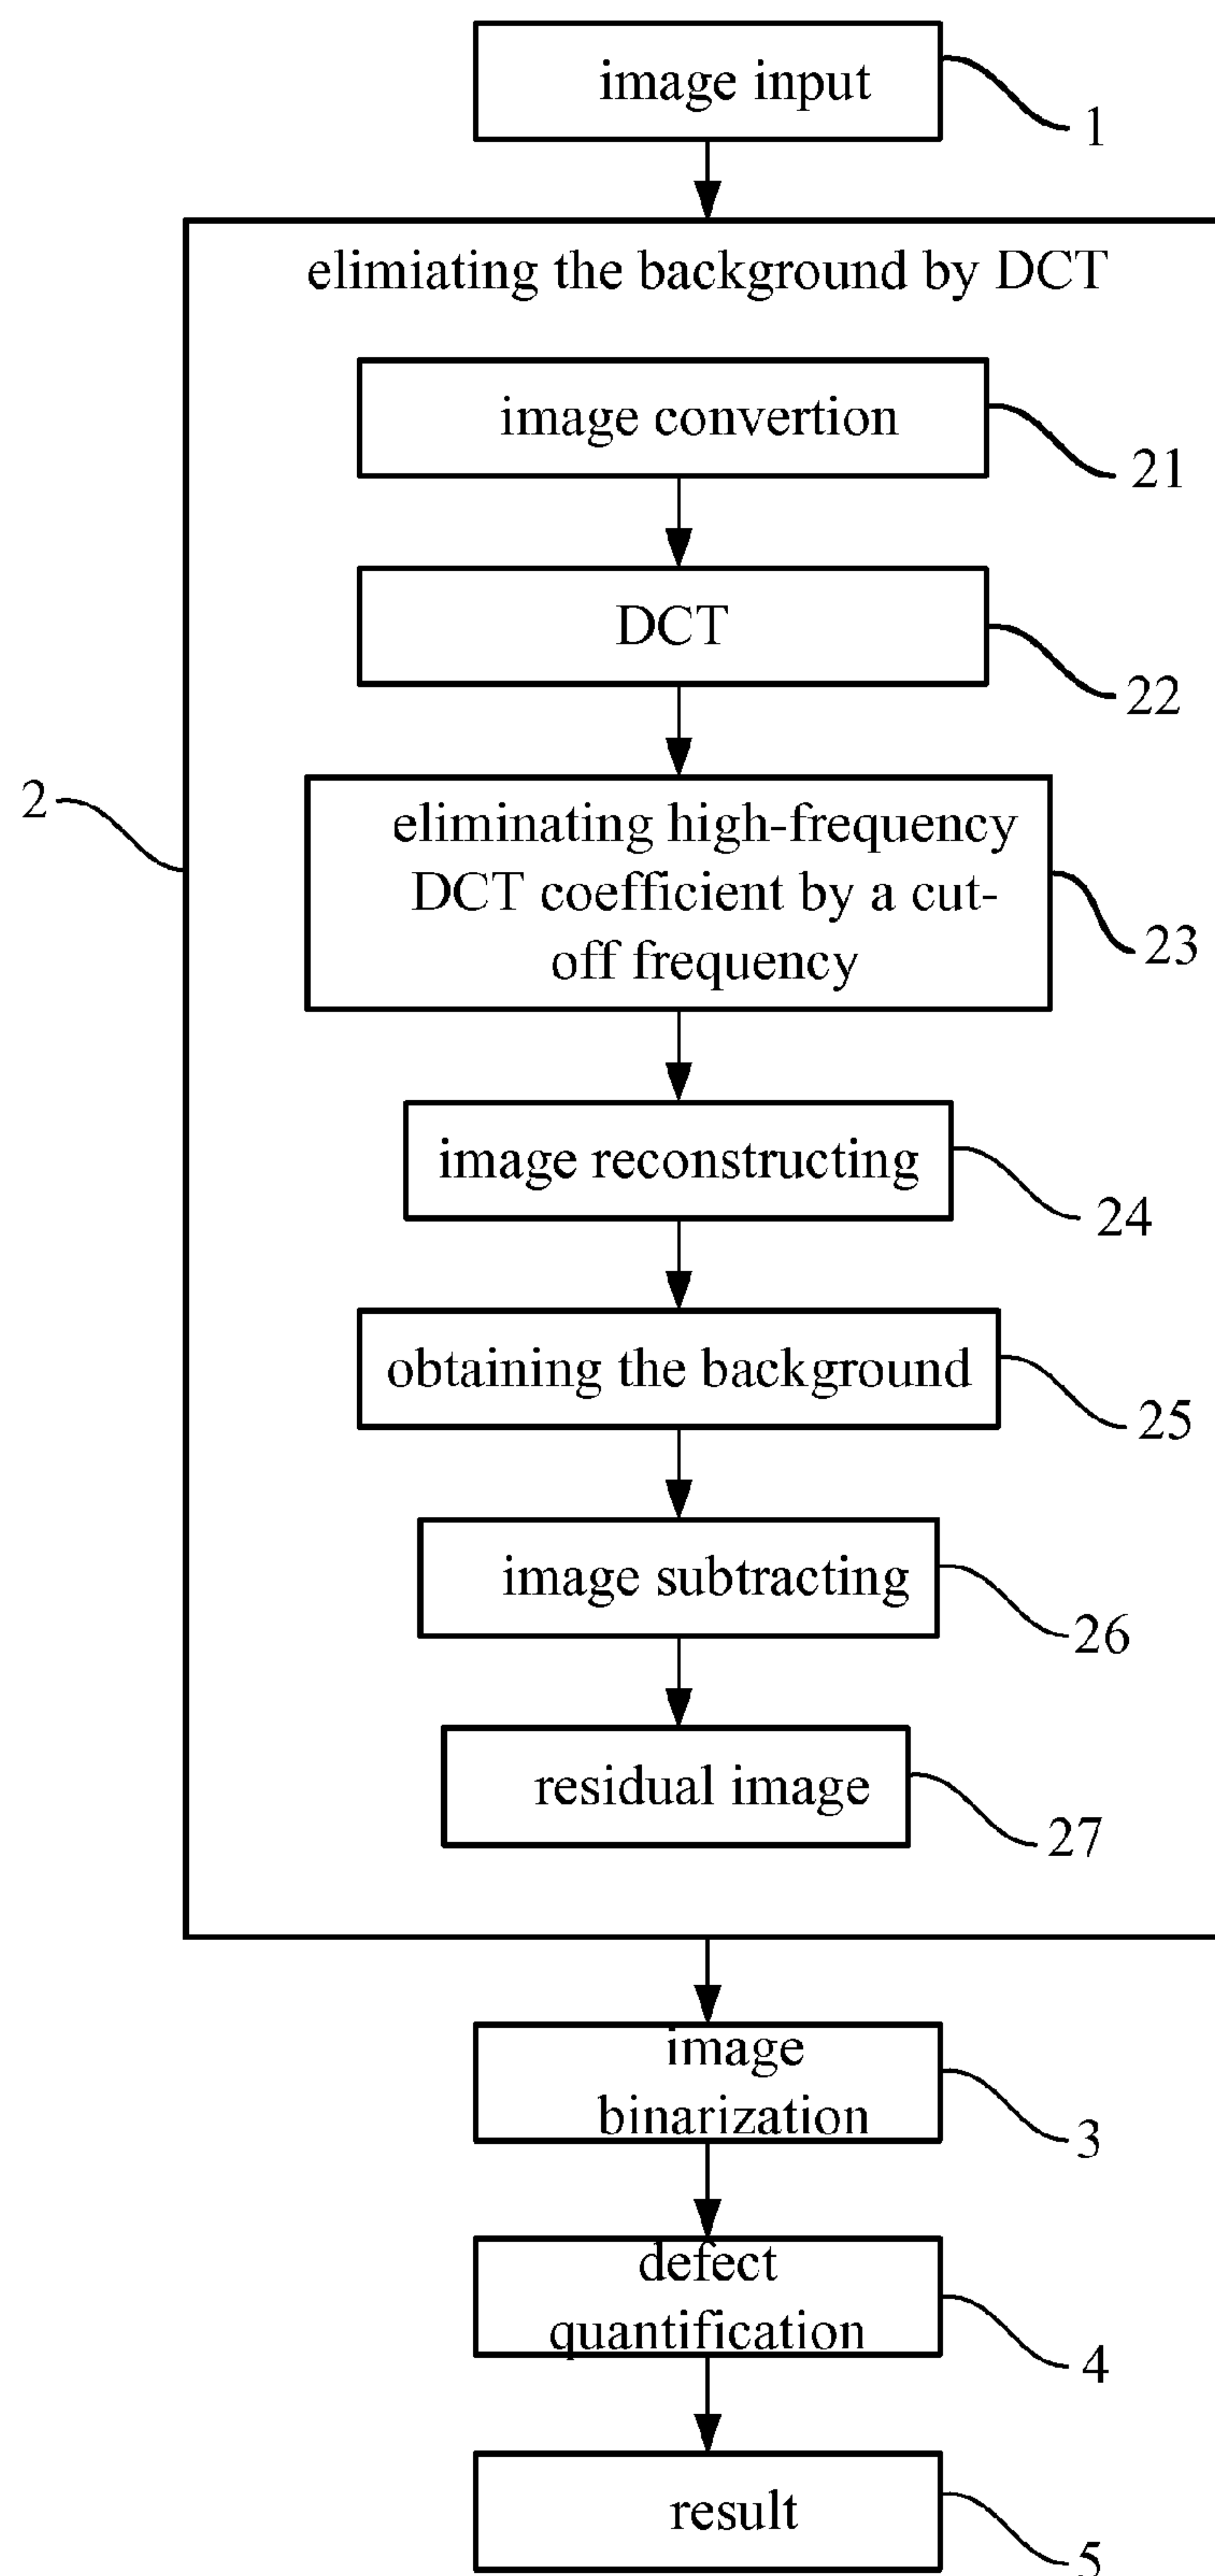 image input
1
elimiating the background by DCT
image convertion
21
DCT
22
2
eliminating high-frequency
DCT coefficient by a cut-
off frequency
23
image reconstructing
24
obtaining the background
25
image subtracting
26
residual image
27
image
binarization
3
defect
quantification
4
result
5